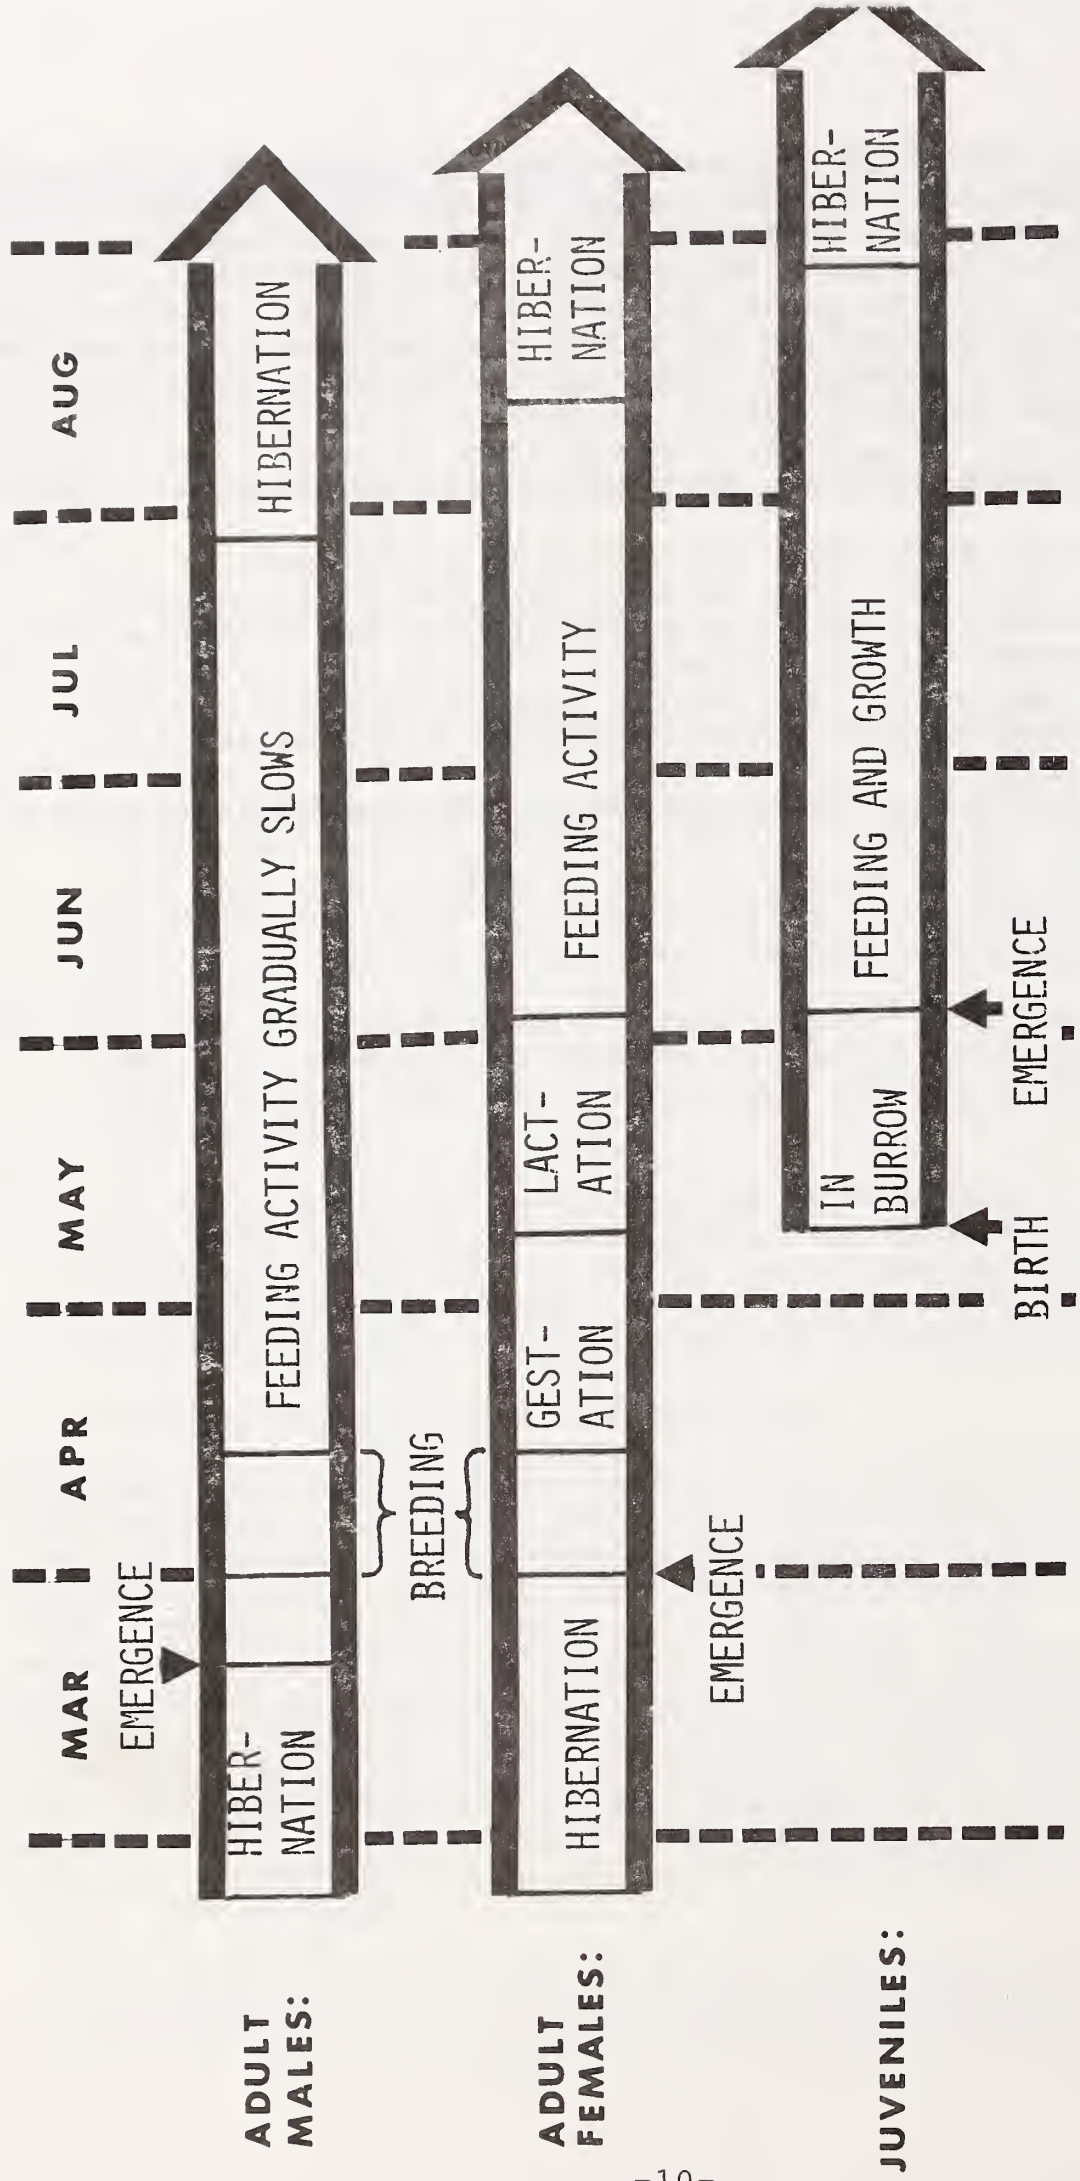 MAR
APR
MAY
JUN
JUL
AUG
EMERGENCE
ADULT
MALES:
HIBER-
NATION
FEEDING ACTIVITY GRADUALLY SLOWS
HIBERNATION
BREEDING
ADULT
FEMALES:
HIBERNATION
GEST-
ATION
LACT-
ATION
FEEDING ACTIVITY
HIBER-
NATION
EMERGENCE
JUVENILES:
IN
BURROW
FEEDING AND GROWTH
HIBER-
NATION
BIRTH
EMERGENCE
-10-